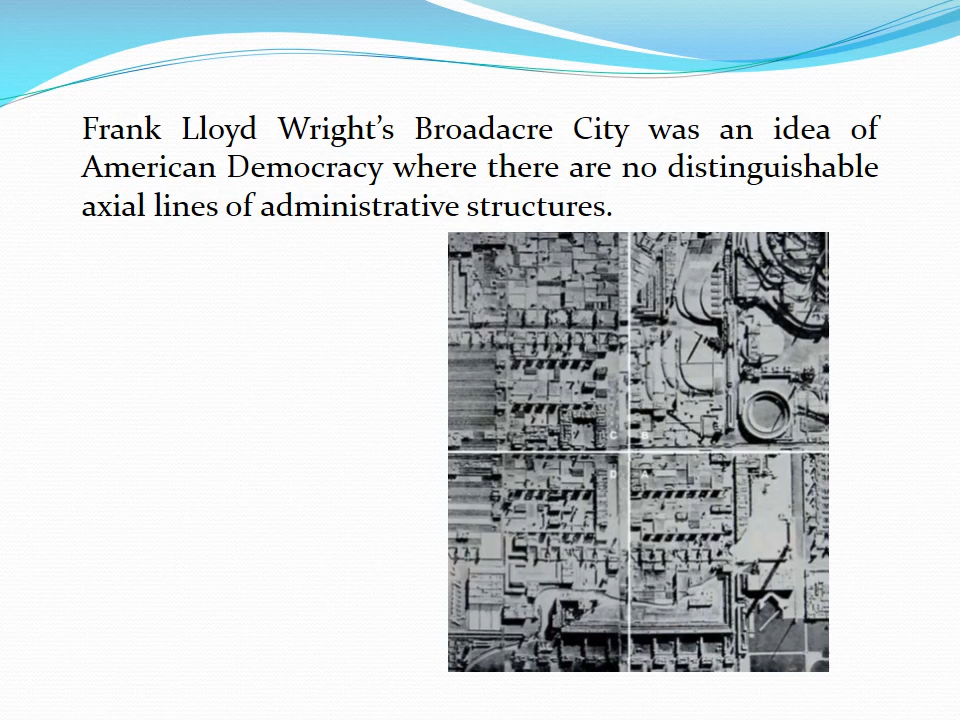 Frank Lloyd Wright’s Broadacre City was an idea of
American Democracy where there are no distinguishable
axial lines of administrative structures.
C B
D A